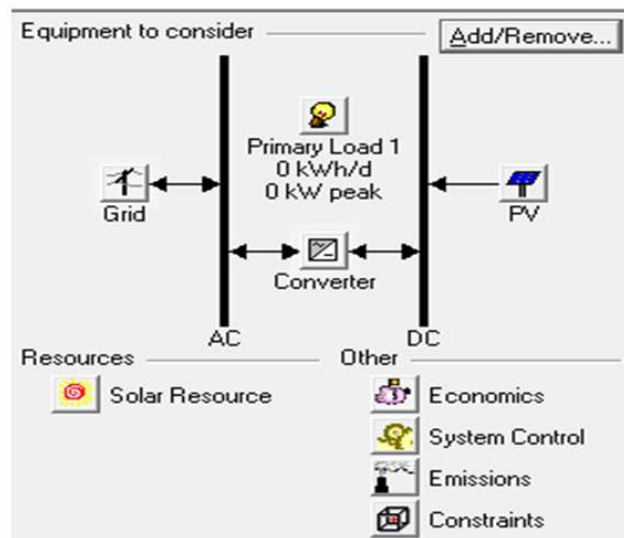 Equipment to consider
Add/Remove...
Primary Load 1
0 kWh/d
0 kW peak
Grid
PV
Converter
AC
DC
Resources
Other
Solar Resource
Economics
System Control
Emissions
Constraints